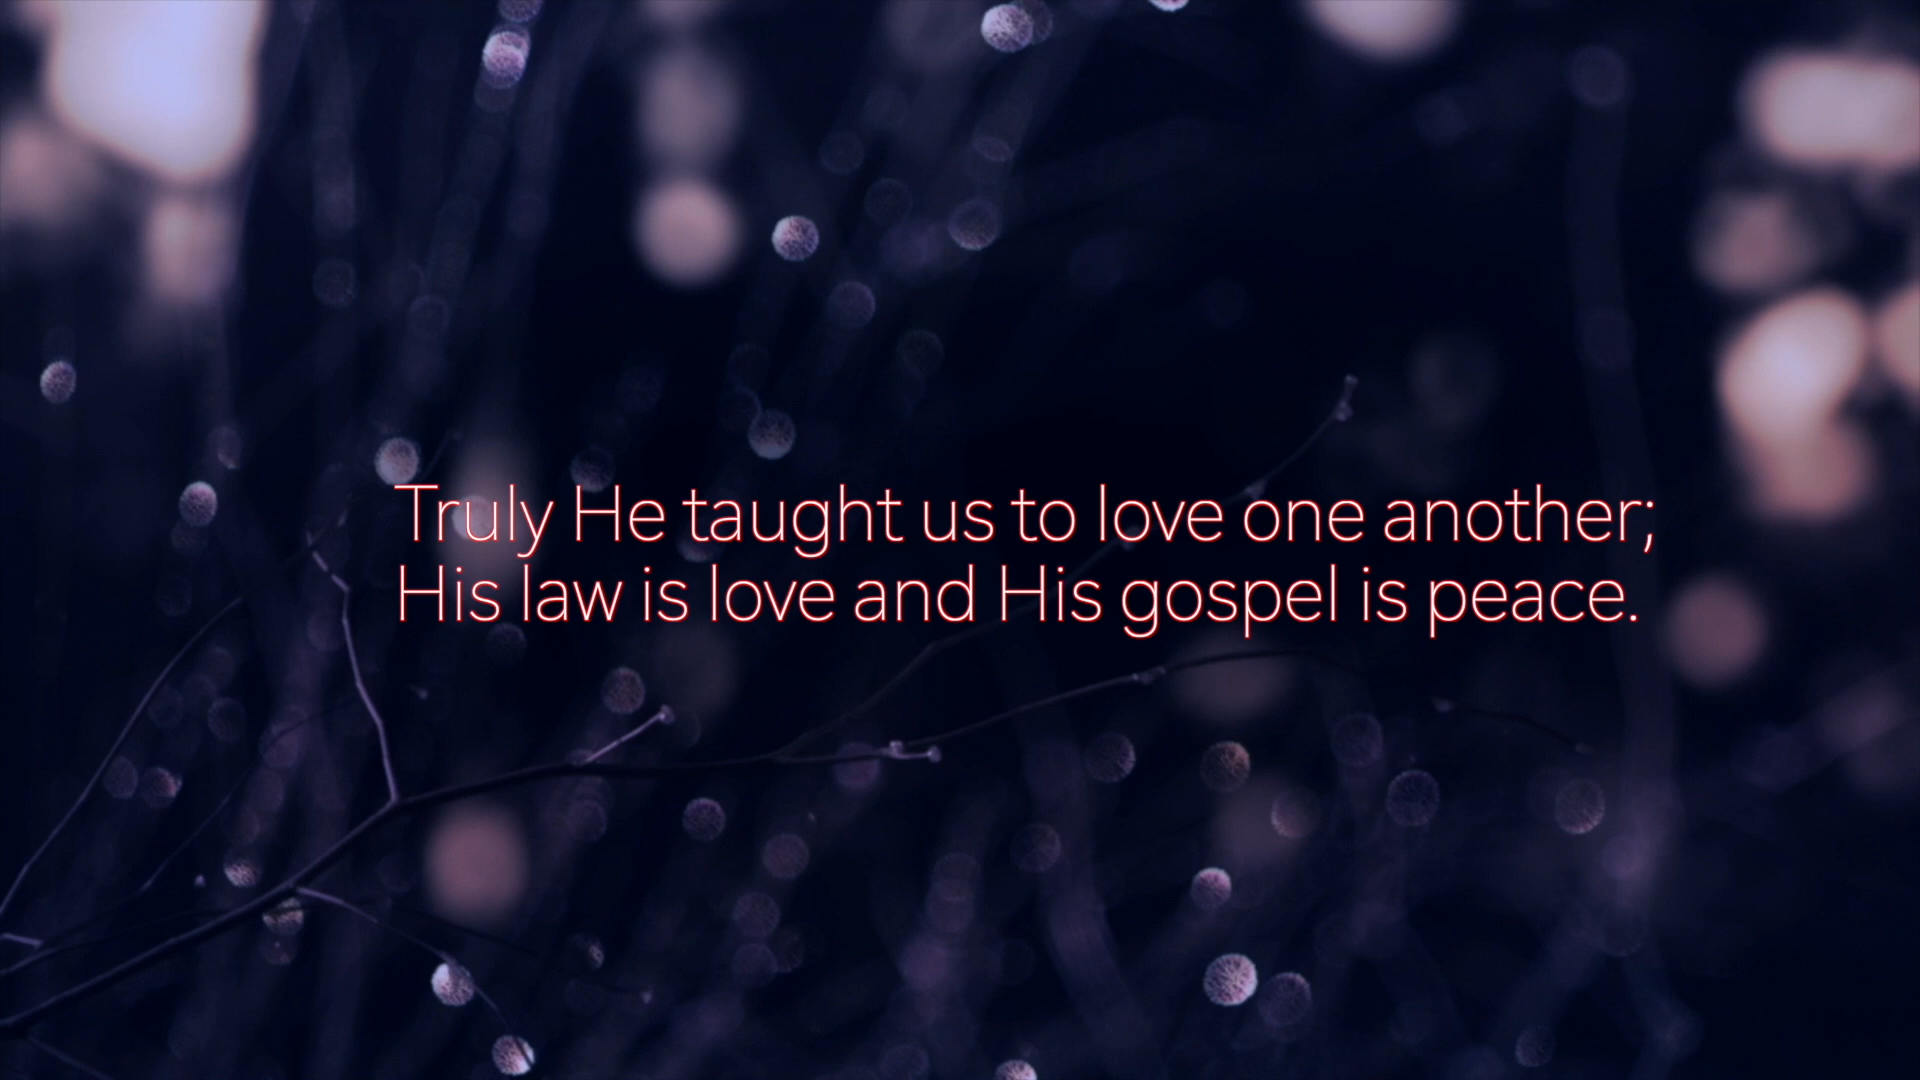 Truly He taught us to love one another;
His law is love and His gospel is peace.